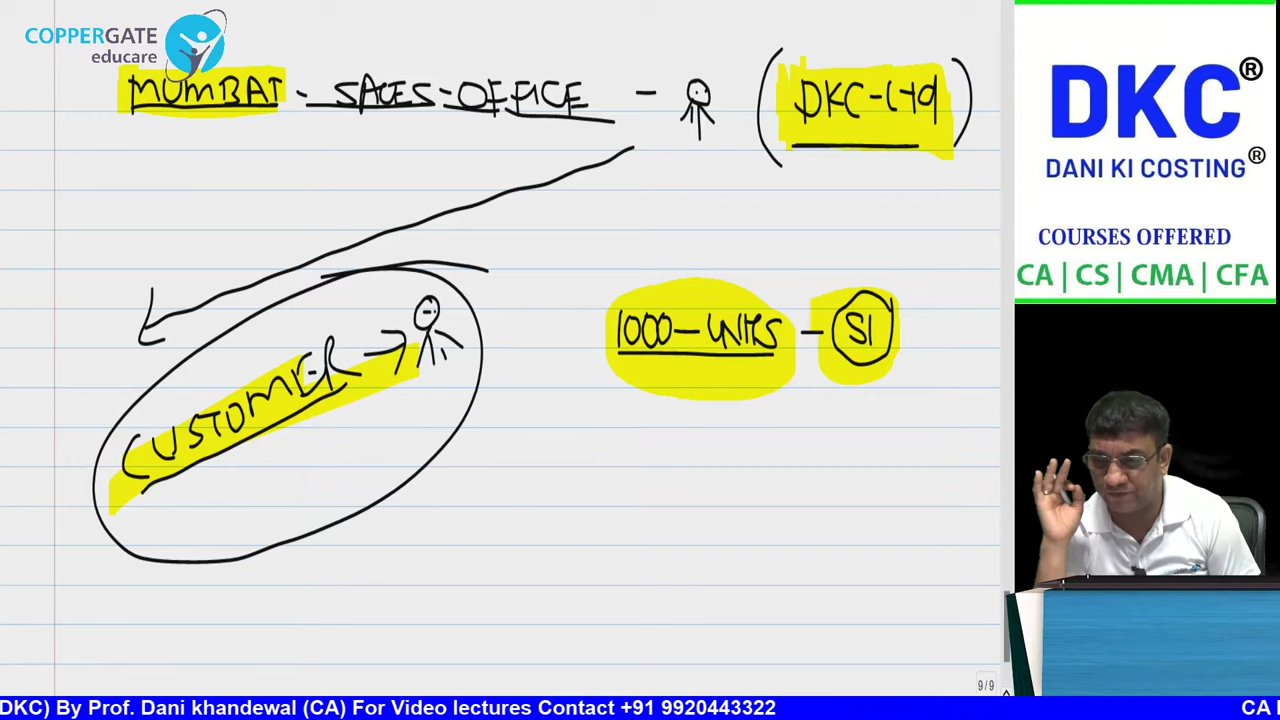 COPPERGATE
educare
MUMBAI - SALES-OFFICE - (DKC-Ltd)
CUSTOMER →
1000-UNITS - S1
9/9
DKC®
DANI KI COSTING®
COURSES OFFERED
CA | CS | CMA | CFA
(DKC) By Prof. Dani khandewal (CA) For Video lectures Contact +91 9920443322
CA